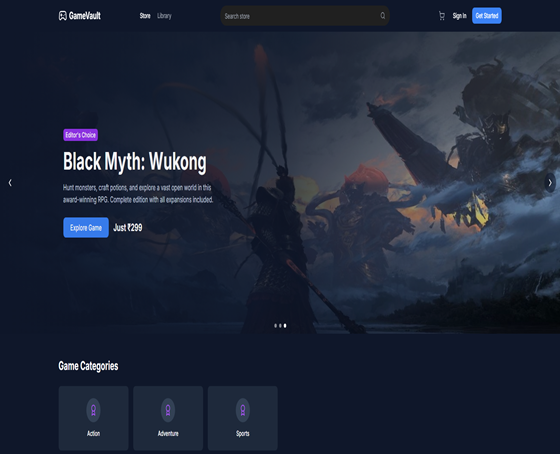 GameVault
Store
Library
Search store
Sign In
Get Started
Editor's Choice
Black Myth: Wukong
Hunt monsters, craft potions, and explore a vast open world in this
award-winning RPG. Complete edition with all expansions included.
Explore Game
Just ₹299
Game Categories
Action
Adventure
Sports